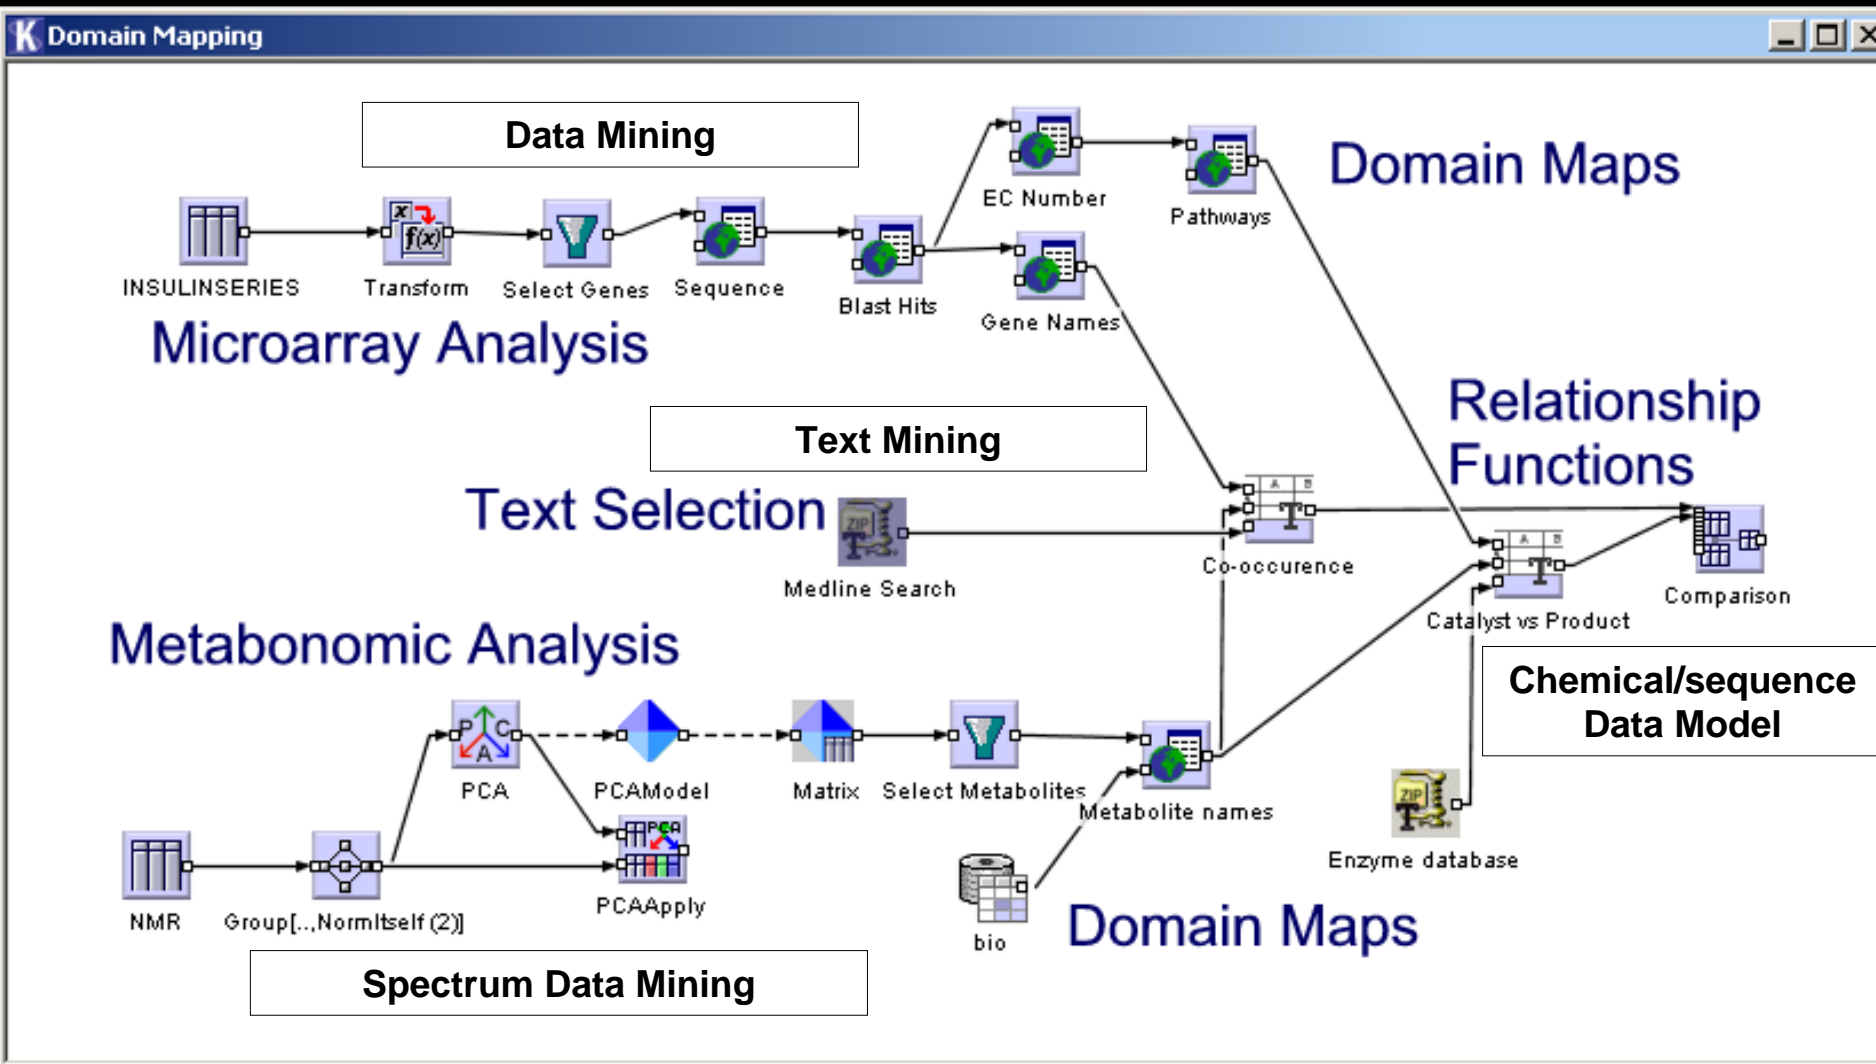 K Domain Mapping
Data Mining
EC Number
Pathways
Domain Maps
INSULINSERIES
Transform
Select Genes
Sequence
Blast Hits
Gene Names
Microarray Analysis
Relationship
Functions
Text Mining
Text Selection
Medline Search
Co-occurence
Catalyst vs Product
Comparison
Metabonomic Analysis
Chemical/sequence
Data Model
PCA
PCAModel
Matrix
Select Metabolites
Metabolite names
Enzyme database
NMR
Group[..,NormItself (2)]
PCAApply
bio
Domain Maps
Spectrum Data Mining